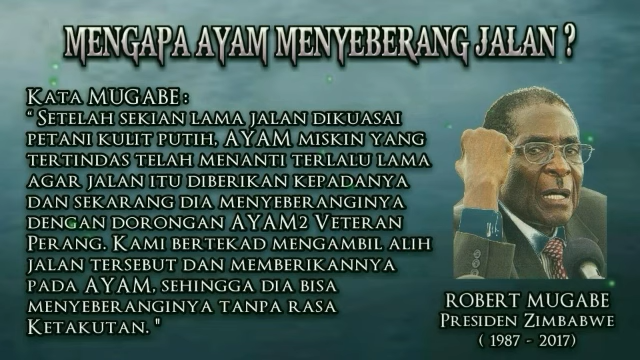 MENGAPA AYAM MENYEBERANG JALAN ?
KATA MUGABE :
“ SETELAH SEKIAN LAMA JALAN DIKUASAI
PETANI KULIT PUTIH, AYAM MISKIN YANG
TERTINDAS TELAH MENANTI TERLALU LAMA
AGAR JALAN ITU DIBERIKAN KEPADANYA
DAN SEKARANG DIA MENYEBERANGINYA
DENGAN DORONGAN AYAM2 VETERAN
PERANG. KAMI BERTEKAD MENGAMBIL ALIH
JALAN TERSEBUT DAN MEMBERIKANNYA
PADA AYAM, SEHINGGA DIA BISA
MENYEBERANGINYA TANPA RASA
KETAKUTAN. "
ROBERT MUGABE
PRESIDEN ZIMBABWE
( 1987 - 2017)